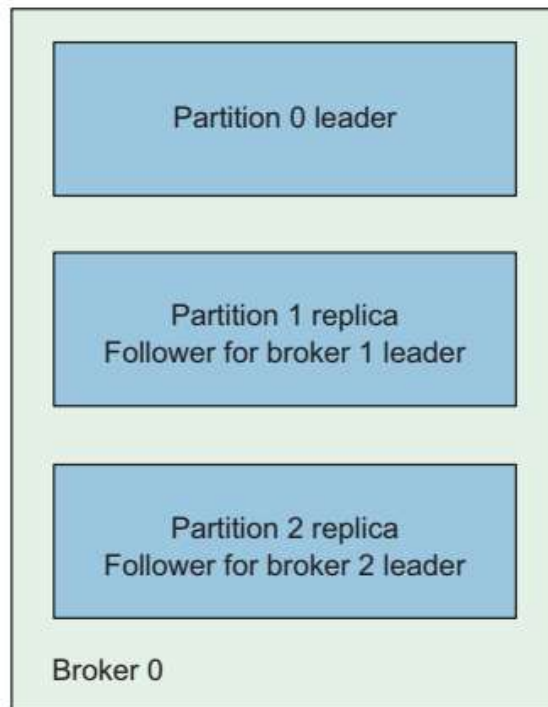 Partition 0 leader
Partition 1 replica
Follower for broker 1 leader
Partition 2 replica
Follower for broker 2 leader
Broker 0